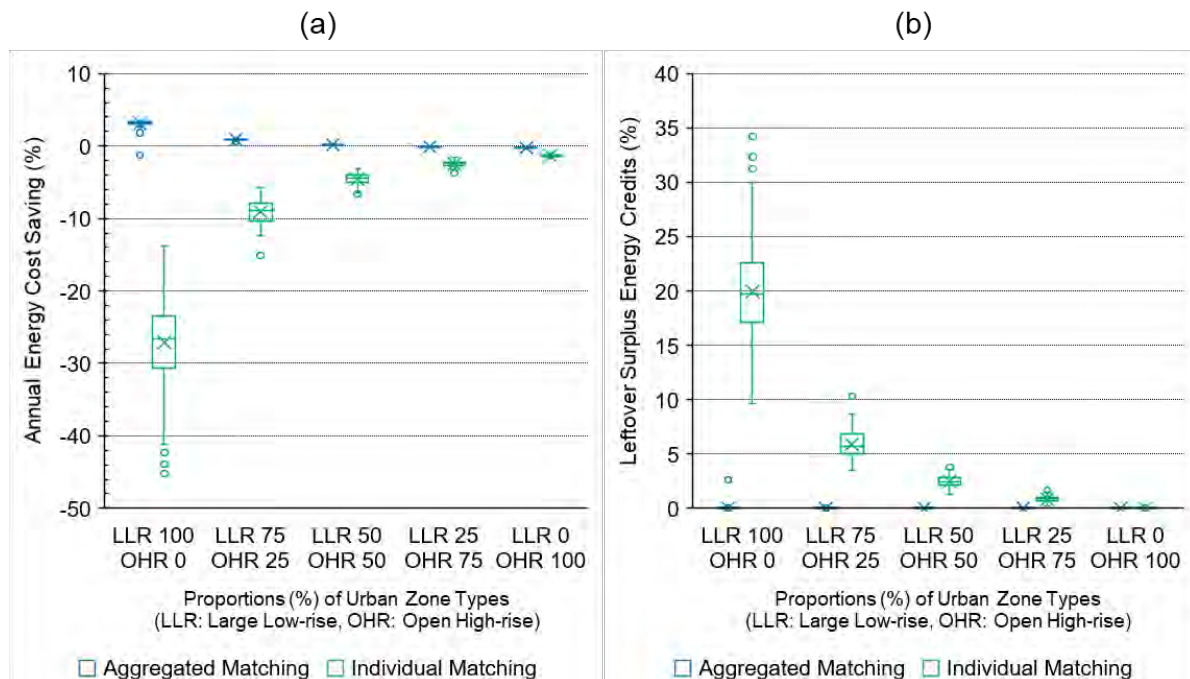 (a)
Annual Energy Cost Saving (%)
10
0
-10
-20
-30
-40
-50
LLR 100
OHR 0
LLR 75
OHR 25
LLR 50
OHR 50
LLR 25
OHR 75
LLR 0
OHR 100
Proportions (%) of Urban Zone Types
(LLR: Large Low-rise, OHR: Open High-rise)
Aggregated Matching
Individual Matching
(b)
Leftover Surplus Energy Credits (%)
40
35
30
25
20
15
10
5
0
LLR 100
OHR 0
LLR 75
OHR 25
LLR 50
OHR 50
LLR 25
OHR 75
LLR 0
OHR 100
Proportions (%) of Urban Zone Types
(LLR: Large Low-rise, OHR: Open High-rise)
Aggregated Matching
Individual Matching